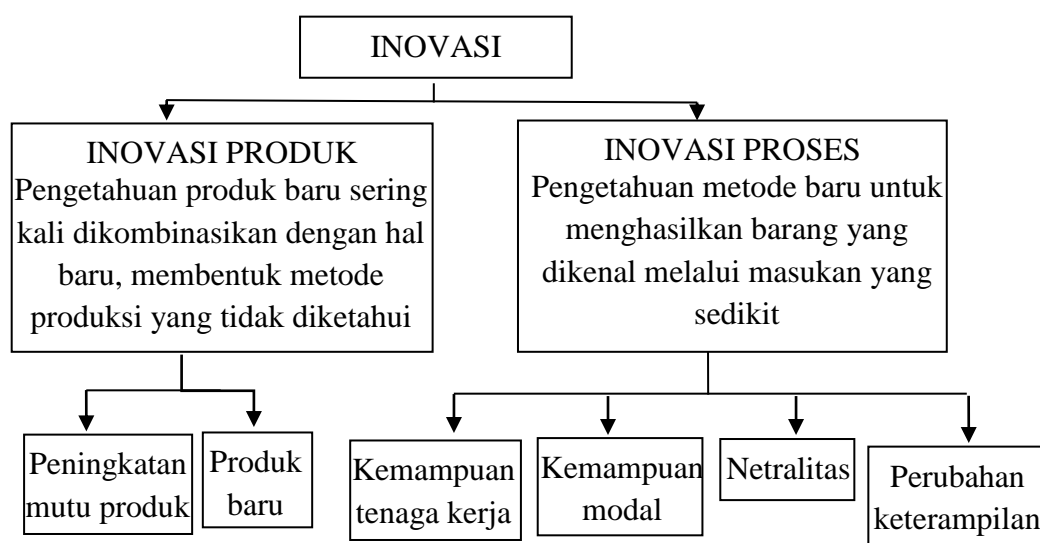 INOVASI
INOVASI PRODUK
Pengetahuan produk baru sering
kali dikombinasikan dengan hal
baru, membentuk metode
produksi yang tidak diketahui
INOVASI PROSES
Pengetahuan metode baru untuk
menghasilkan barang yang
dikenal melalui masukan yang
sedikit
Peningkatan
mutu produk
Produk
baru
Kemampuan
tenaga kerja
Kemampuan
modal
Netralitas
Perubahan
keterampilan